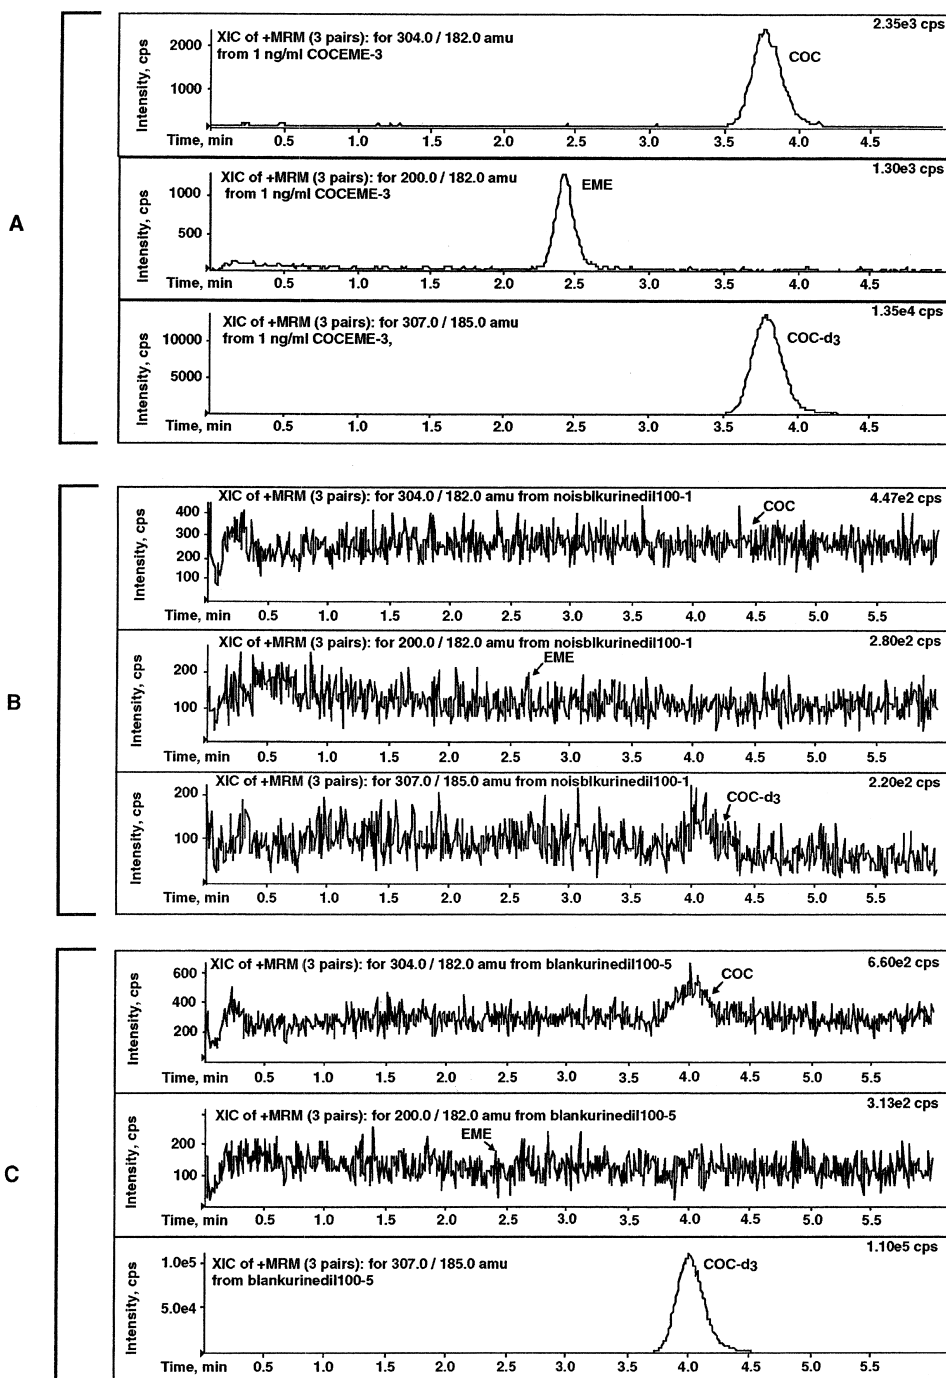 A
XIC of +MRM (3 pairs): for 304.0 / 182.0 amu
from 1 ng/ml COCEME-3
2.35e3 cps
COC
Intensity, cps
2000
1000
Time, min 0.5 1.0 1.5 2.0 2.5 3.0 3.5 4.0 4.5
XIC of +MRM (3 pairs): for 200.0 / 182.0 amu
from 1 ng/ml COCEME-3
1.30e3 cps
EME
Intensity, cps
1000
500
Time, min 0.5 1.0 1.5 2.0 2.5 3.0 3.5 4.0 4.5
XIC of +MRM (3 pairs): for 307.0 / 185.0 amu
from 1 ng/ml COCEME-3,
1.35e4 cps
COC-d3
Intensity, cps
10000
5000
Time, min 0.5 1.0 1.5 2.0 2.5 3.0 3.5 4.0 4.5
B
XIC of +MRM (3 pairs): for 304.0 / 182.0 amu from noisblkurinedil100-1
4.47e2 cps
COC
Intensity, cps
400
300
200
100
Time, min 0.5 1.0 1.5 2.0 2.5 3.0 3.5 4.0 4.5 5.0 5.5
XIC of +MRM (3 pairs): for 200.0 / 182.0 amu from noisblkurinedil100-1
2.80e2 cps
EME
Intensity, cps
200
100
Time, min 0.5 1.0 1.5 2.0 2.5 3.0 3.5 4.0 4.5 5.0 5.5
XIC of +MRM (3 pairs): for 307.0 / 185.0 amu from noisblkurinedil100-1
2.20e2 cps
COC-d3
Intensity, cps
200
100
Time, min 0.5 1.0 1.5 2.0 2.5 3.0 3.5 4.0 4.5 5.0 5.5
C
XIC of +MRM (3 pairs): for 304.0 / 182.0 amu from blankurinedil100-5
6.60e2 cps
COC
Intensity, cps
600
400
200
Time, min 0.5 1.0 1.5 2.0 2.5 3.0 3.5 4.0 4.5 5.0 5.5
XIC of +MRM (3 pairs): for 200.0 / 182.0 amu from blankurinedil100-5
3.13e2 cps
EME
Intensity, cps
200
100
Time, min 0.5 1.0 1.5 2.0 2.5 3.0 3.5 4.0 4.5 5.0 5.5
XIC of +MRM (3 pairs): for 307.0 / 185.0 amu
from blankurinedil100-5
1.10e5 cps
COC-d3
Intensity, cps
1.0e5
5.0e4
Time, min 0.5 1.0 1.5 2.0 2.5 3.0 3.5 4.0 4.5 5.0 5.5